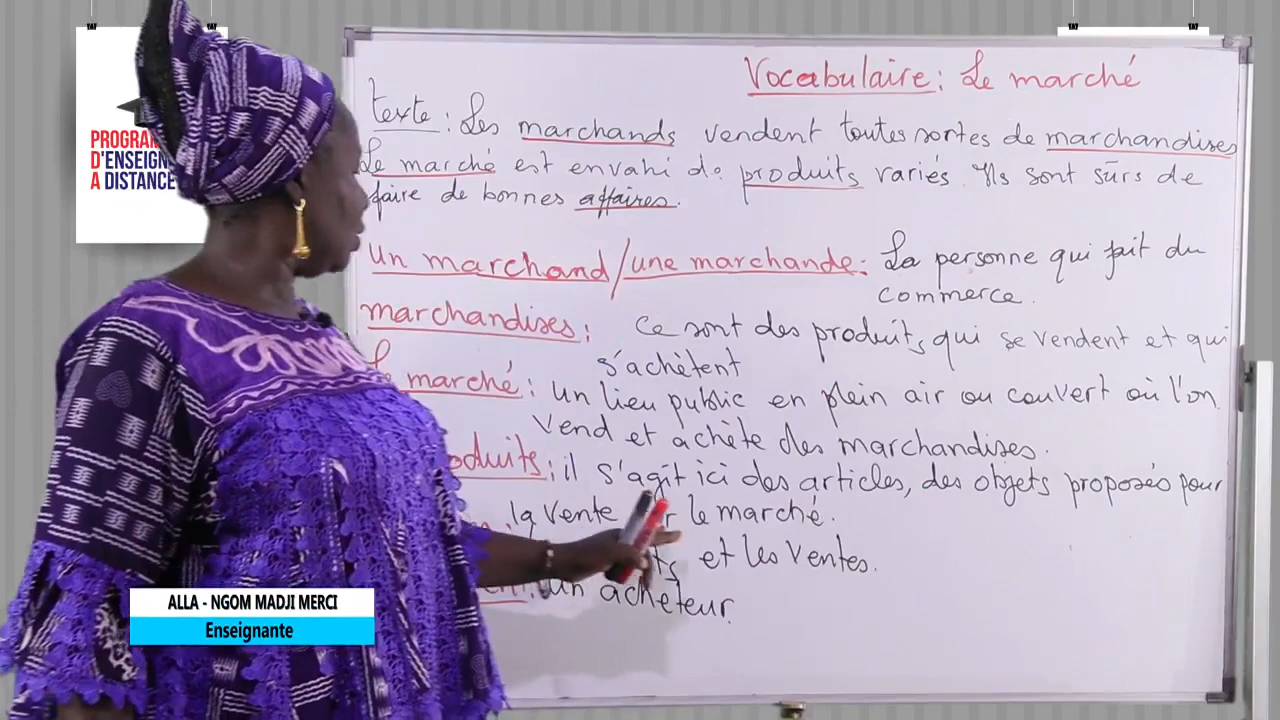 PROGRAM
D'ENSEIGN
A DISTANCE
Vocabulaire : Le marché
Texte : Les marchands vendent toutes sortes de marchandises
Le marché est envahi de produits variés. Ils sont sûrs de
faire de bonnes affaires.
Un marchand / une marchande : La personne qui fait du
commerce.
marchandises : Ce sont des produits qui se vendent et qui
s'achètent
Le marché : Un lieu public en plein air ou couvert où l'on
vend et achète des marchandises.
oduits : il s'agit ici des articles, des objets proposés pour
la vente le marché.
ts et les ventes.
un acheteur.
ALLA - NGOM MADJI MERCI
Enseignante